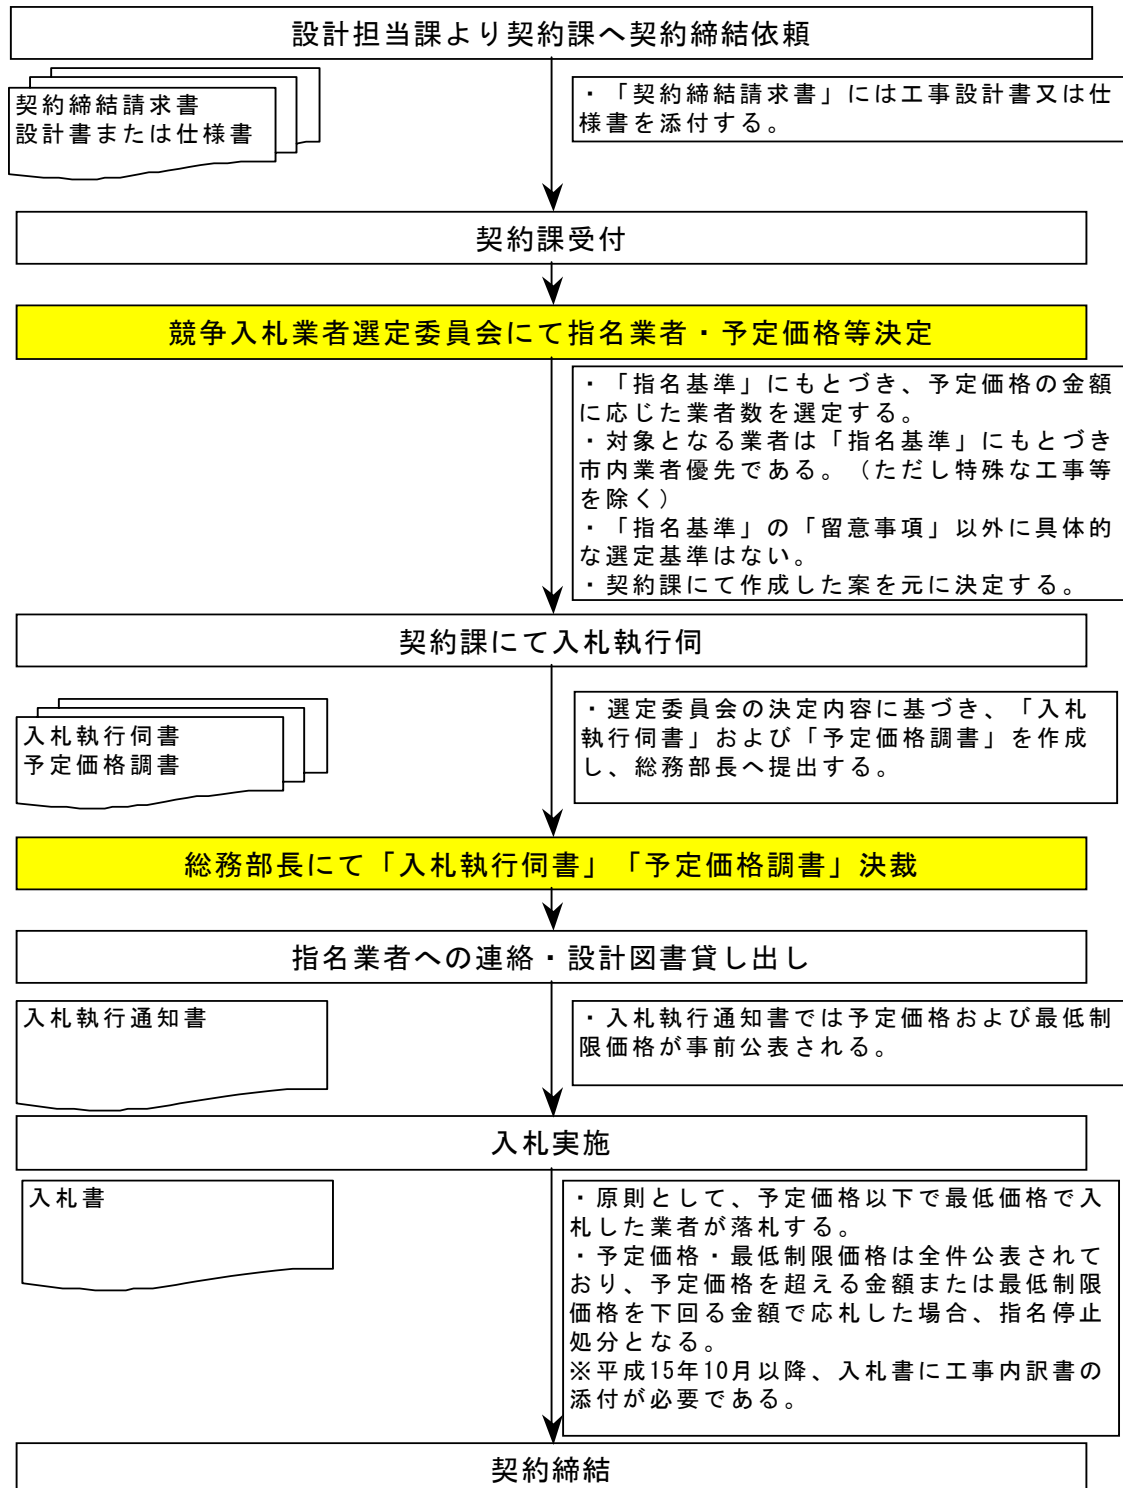 設計担当課より契約課へ契約締結依頼
契約締結請求書
設計書または仕様書
・「契約締結請求書」には工事設計書又は仕
様書を添付する。
契約課受付
競争入札業者選定委員会にて指名業者・予定価格等決定
・「指名基準」にもとづき、予定価格の金額
に応じた業者数を選定する。
・対象となる業者は「指名基準」にもとづき
市内業者優先である。（ただし特殊な工事等
を除く）
・「指名基準」の「留意事項」以外に具体的
な選定基準はない。
・契約課にて作成した案を元に決定する。
契約課にて入札執行伺
入札執行伺書
予定価格調書
・選定委員会の決定内容に基づき、「入札
執行伺書」および「予定価格調書」を作成
し、総務部長へ提出する。
総務部長にて「入札執行伺書」「予定価格調書」決裁
指名業者への連絡・設計図書貸し出し
入札執行通知書
・入札執行通知書では予定価格および最低制
限価格が事前公表される。
入札実施
入札書
・原則として、予定価格以下で最低価格で入
札した業者が落札する。
・予定価格・最低制限価格は全件公表されて
おり、予定価格を超える金額または最低制限
価格を下回る金額で応札した場合、指名停止
処分となる。
※平成15年10月以降、入札書に工事内訳書の
添付が必要である。
契約締結